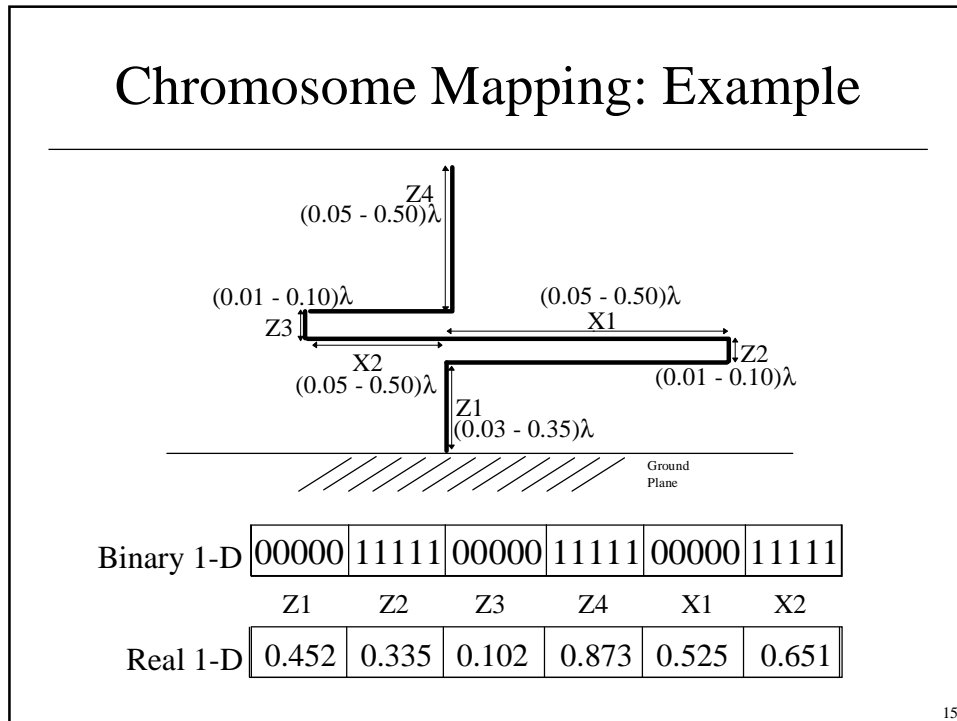 Chromosome Mapping: Example
Z4
(0.05 - 0.50)λ
(0.01 - 0.10)λ
(0.05 - 0.50)λ
Z3
X1
X2
Z2
(0.05 - 0.50)λ
(0.01 - 0.10)λ
Z1
(0.03 - 0.35)λ
Ground
Plane
Binary 1-D 00000 11111 00000 11111 00000 11111
Z1 Z2 Z3 Z4 X1 X2
Real 1-D 0.452 0.335 0.102 0.873 0.525 0.651
15